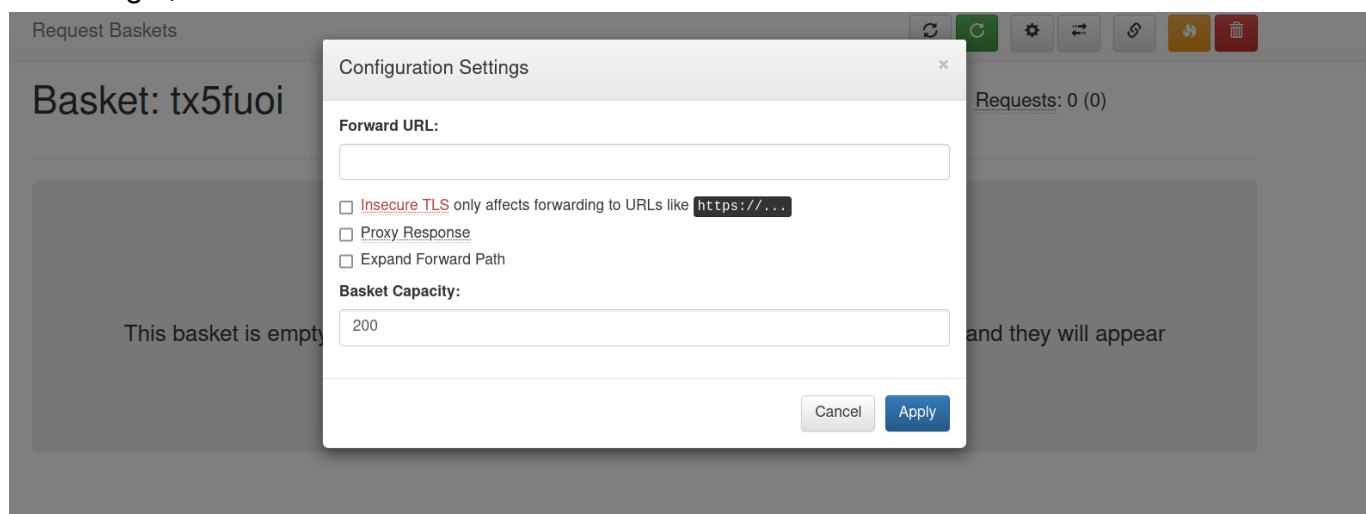 Request Baskets
Basket: tx5fuoi
Requests: 0 (0)
Configuration Settings
×
Forward URL:
Insecure TLS only affects forwarding to URLs like https://...
Proxy Response
Expand Forward Path
Basket Capacity:
200
This basket is empty
and they will appear
Cancel
Apply